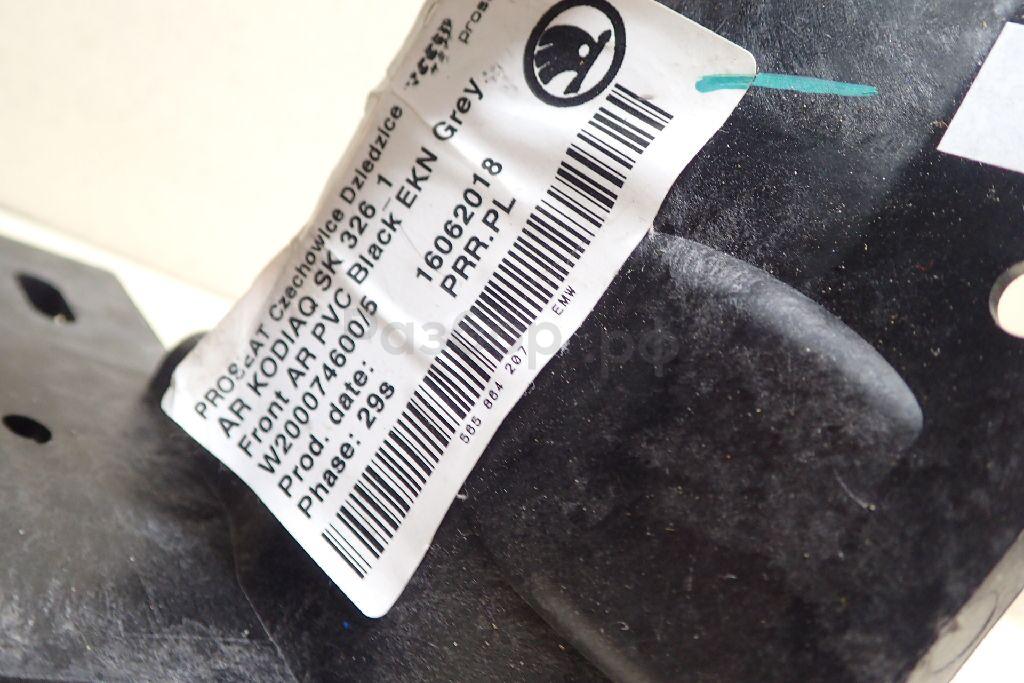 PROSEAT Czechowice Dziedzice
AR KODIAQ SK 326_1
Front AR PVC Black EKN Grey
W200074600/5
Prod. date: 16062018
Phase: 29s PRR.PL
565 864 207 EMW